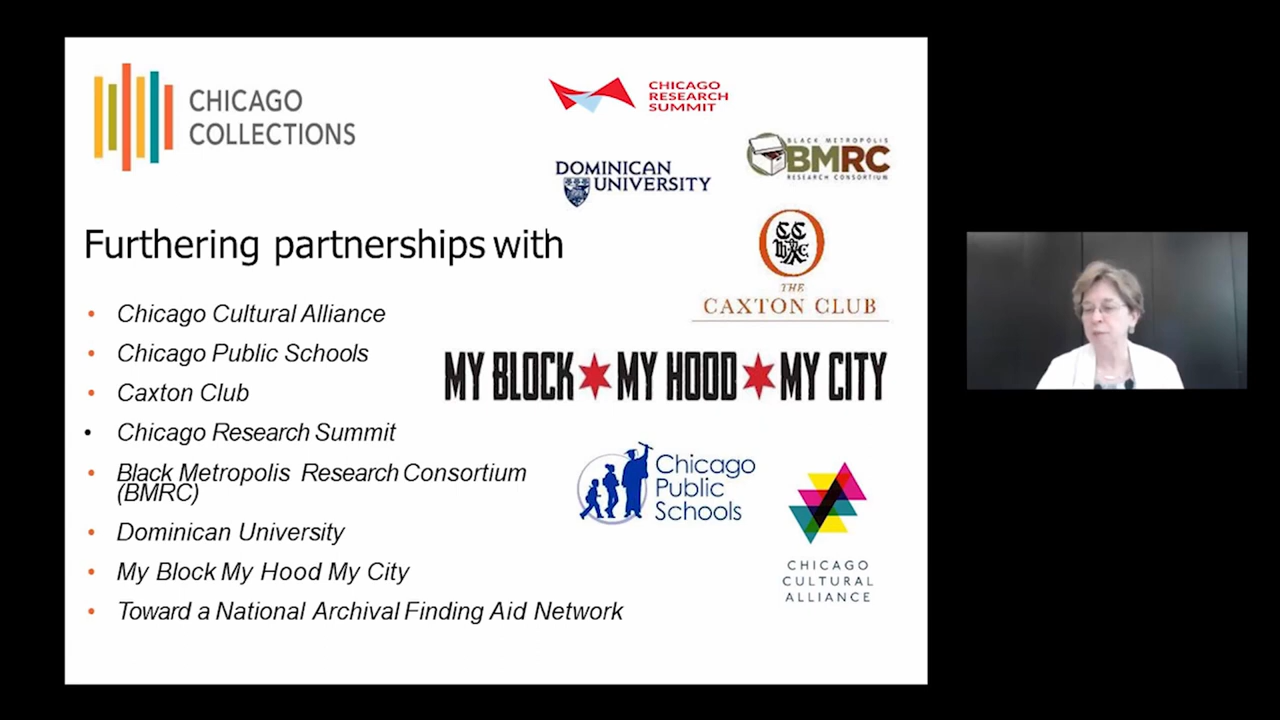 CHICAGO
COLLECTIONS
CHICAGO
RESEARCH
SUMMIT
BLACK METROPOLIS
BMRC
RESEARCH CONSORTIUM
DOMINICAN
UNIVERSITY
THE
CAXTON CLUB
Furthering partnerships with
• Chicago Cultural Alliance
• Chicago Public Schools
• Caxton Club
• Chicago Research Summit
• Black Metropolis Research Consortium
(BMRC)
• Dominican University
• My Block My Hood My City
• Toward a National Archival Finding Aid Network
MY BLOCK MY HOOD MY CITY
Chicago
Public
Schools
CHICAGO
CULTURAL
ALLIANCE